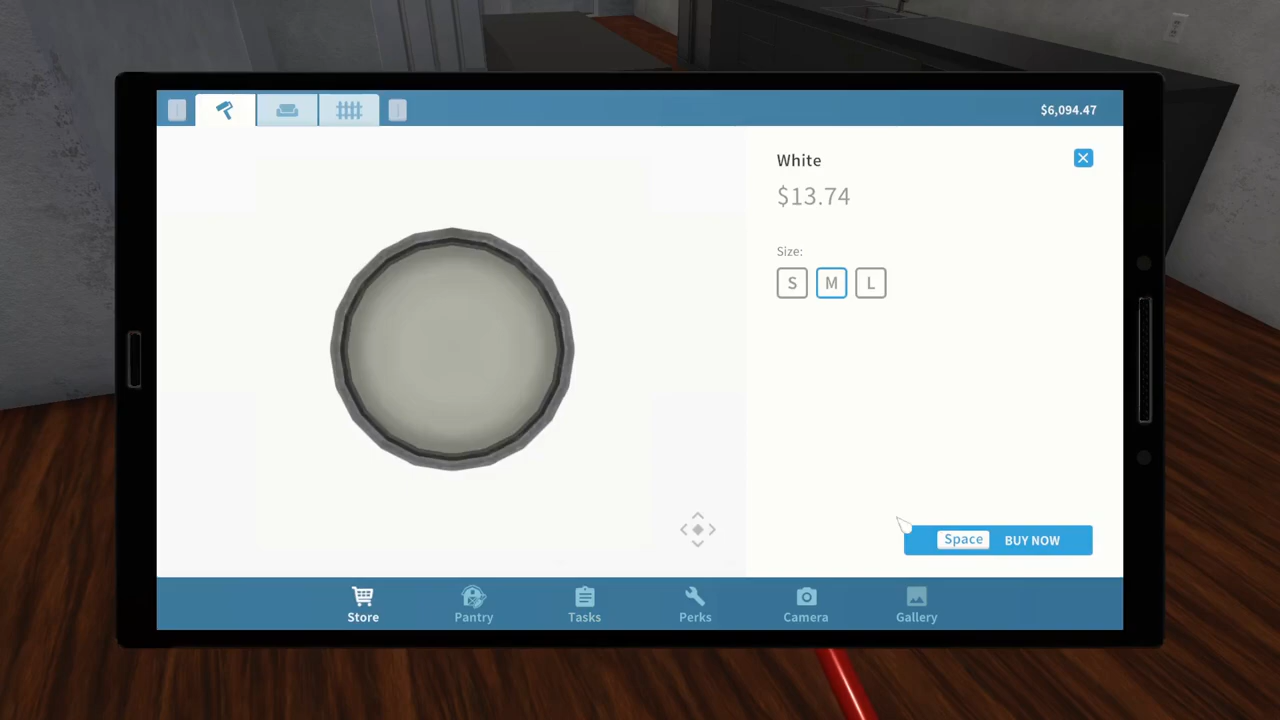 $6,094.47
White
$13.74
Size:
S M L
Space BUY NOW
Store Pantry Tasks Perks Camera Gallery